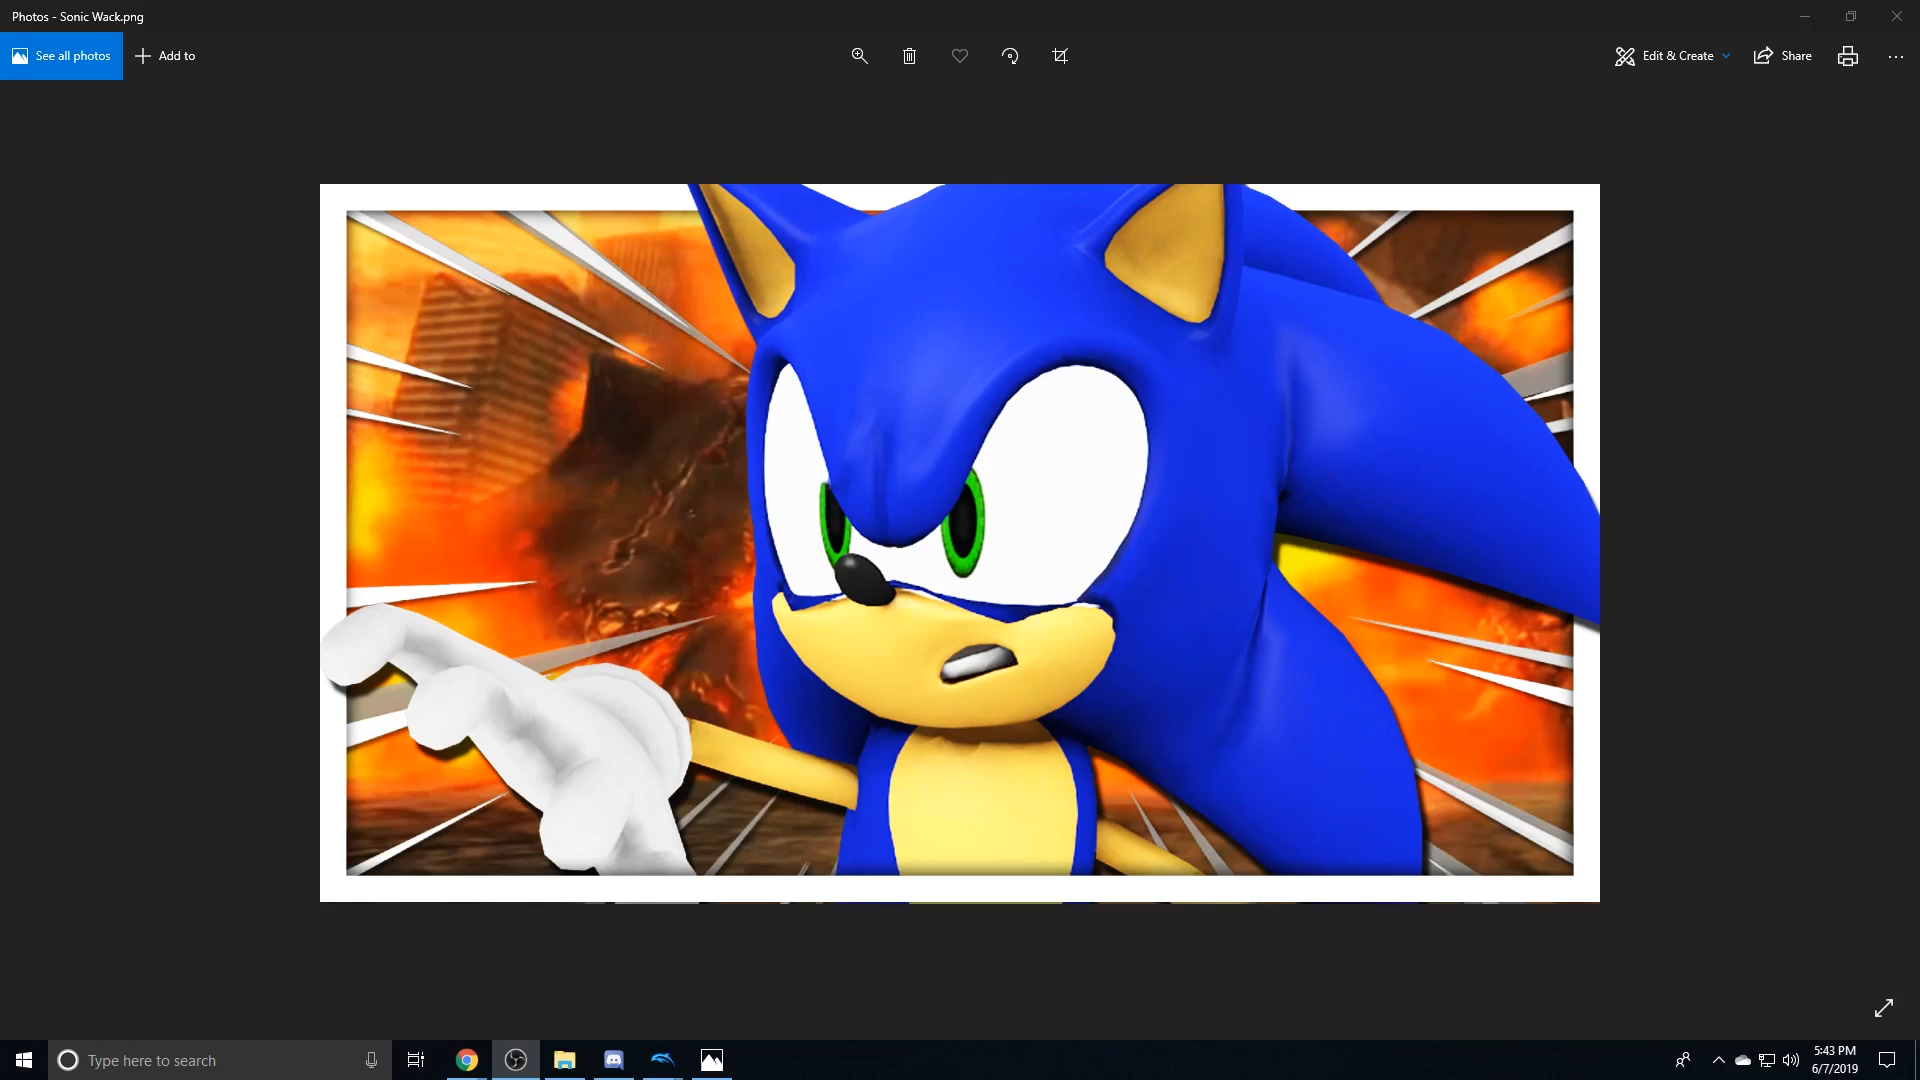 Photos - Sonic Wack.png
See all photos
Add to
Edit & Create
Share
Type here to search
5:43 PM
6/7/2019